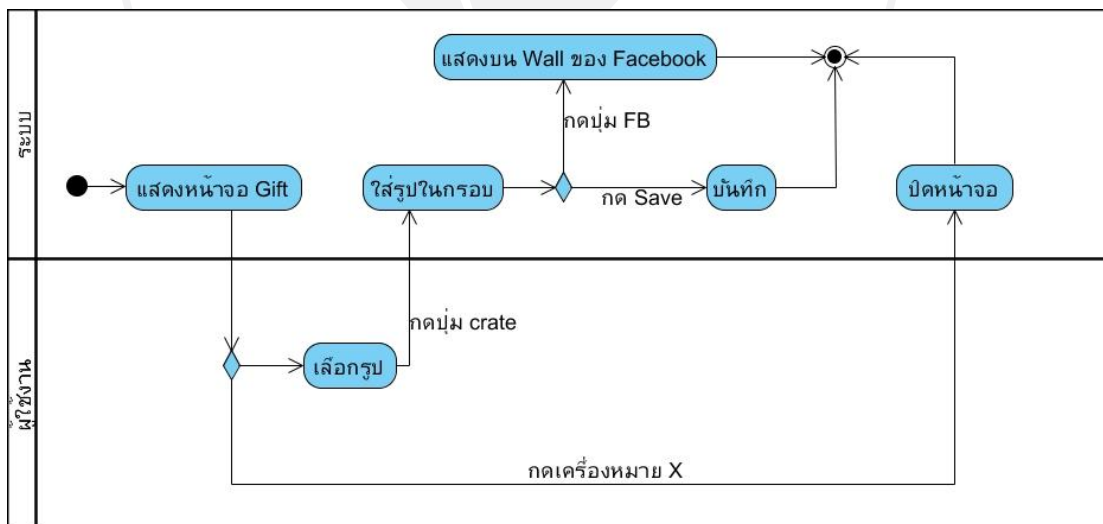 ระบบ
แสดงบน Wall ของ Facebook
กดปุ่ม FB
แสดงหน้าจอ Gift
ใส่รูปในกรอบ
กด Save
บันทึก
ปิดหน้าจอ
ผู้ใช้งาน
กดปุ่ม crate
เลือกรูป
กดเครื่องหมาย X